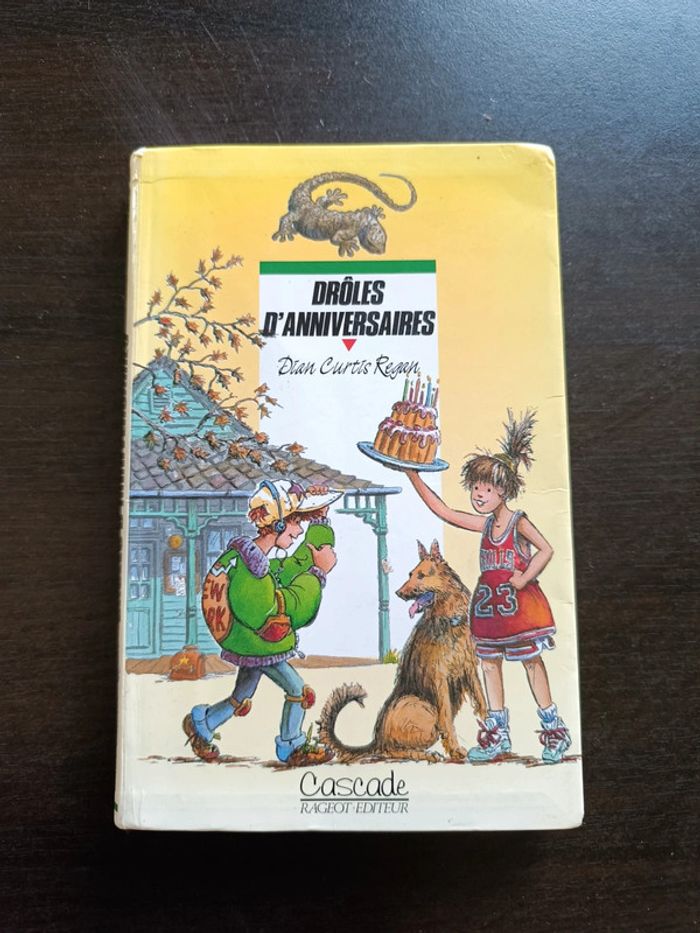 DRÔLES
D'ANNIVERSAIRES
Dian Curtis Regan
23
Cascade
RAGEOT·EDITEUR